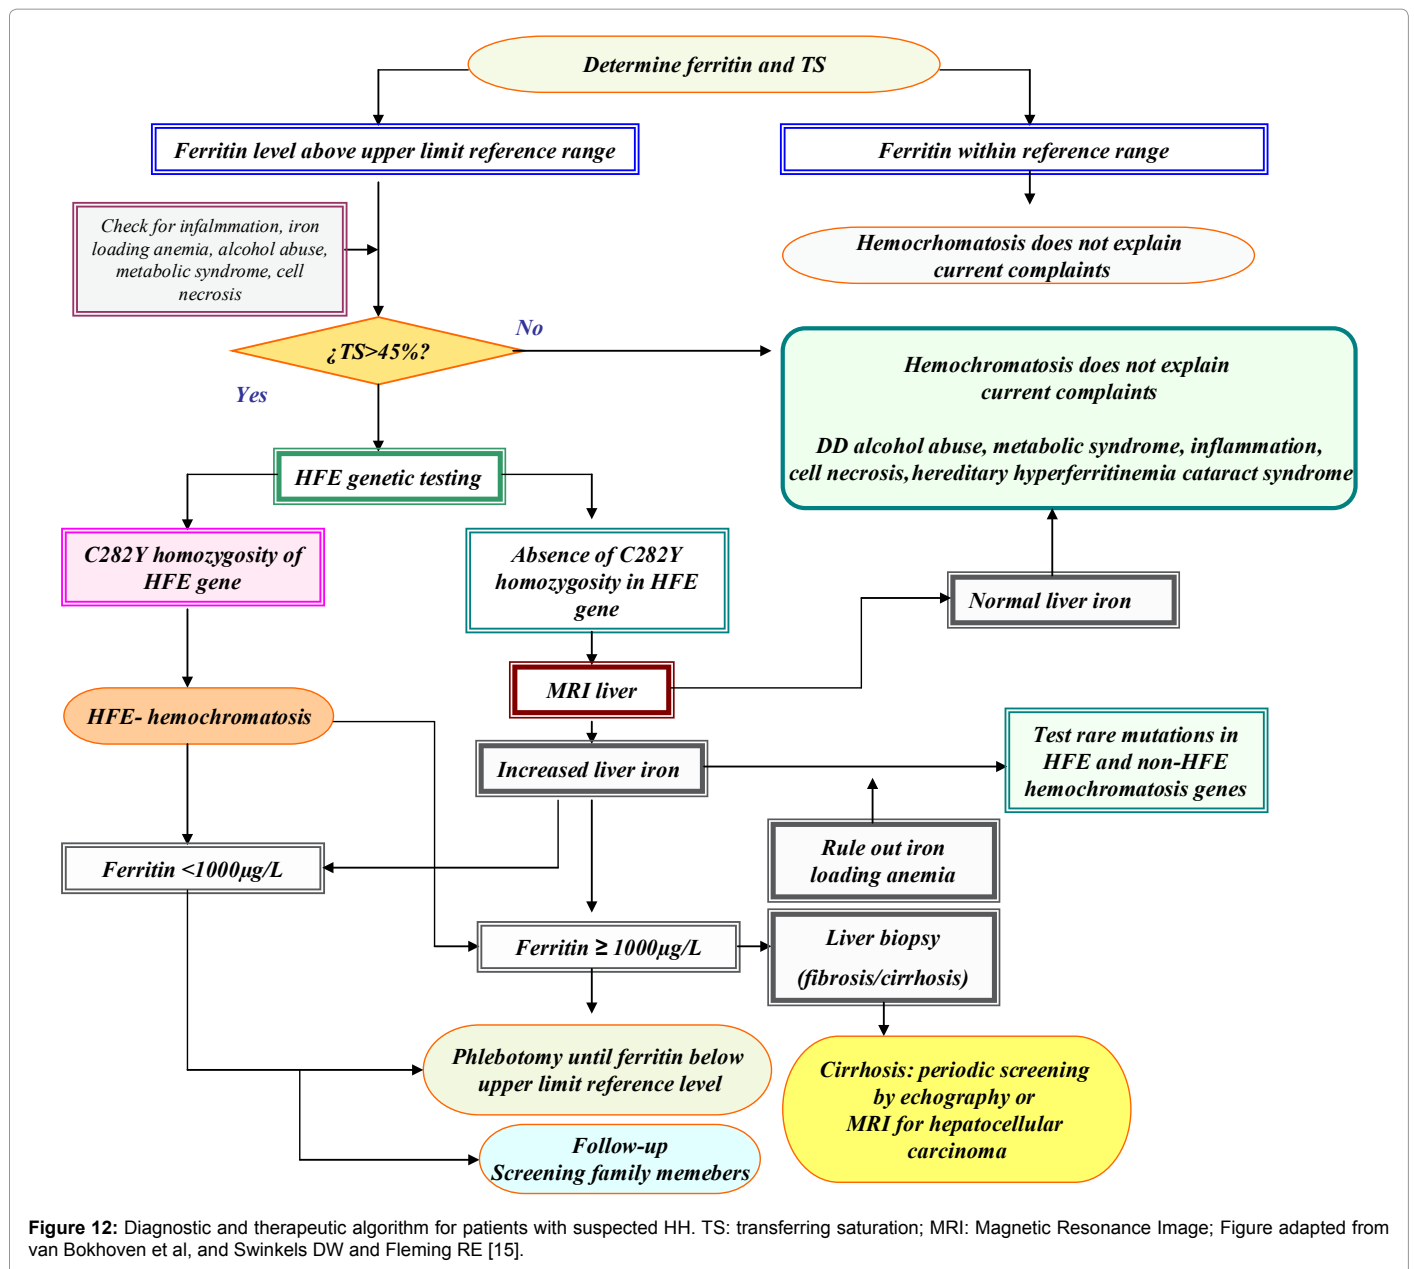 Determine ferritin and TS
Ferritin level above upper limit reference range
Ferritin within reference range
Check for infalmmation, iron
loading anemia, alcohol abuse,
metabolic syndrome, cell
necrosis
Hemocrhomatosis does not explain
current complaints
¿TS>45%?
No
Yes
Hemochromatosis does not explain
current complaints
DD alcohol abuse, metabolic syndrome, inflammation,
cell necrosis, hereditary hyperferritinemia cataract syndrome
HFE genetic testing
C282Y homozygosity of
HFE gene
Absence of C282Y
homozygosity in HFE
gene
Normal liver iron
MRI liver
HFE- hemochromatosis
Increased liver iron
Test rare mutations in
HFE and non-HFE
hemochromatosis genes
Rule out iron
loading anemia
Ferritin <1000µg/L
Ferritin ≥ 1000µg/L
Liver biopsy
(fibrosis/cirrhosis)
Phlebotomy until ferritin below
upper limit reference level
Cirrhosis: periodic screening
by echography or
MRI for hepatocellular
carcinoma
Follow-up
Screening family memebers
Figure 12: Diagnostic and therapeutic algorithm for patients with suspected HH. TS: transferring saturation; MRI: Magnetic Resonance Image; Figure adapted from
van Bokhoven et al, and Swinkels DW and Fleming RE [15].